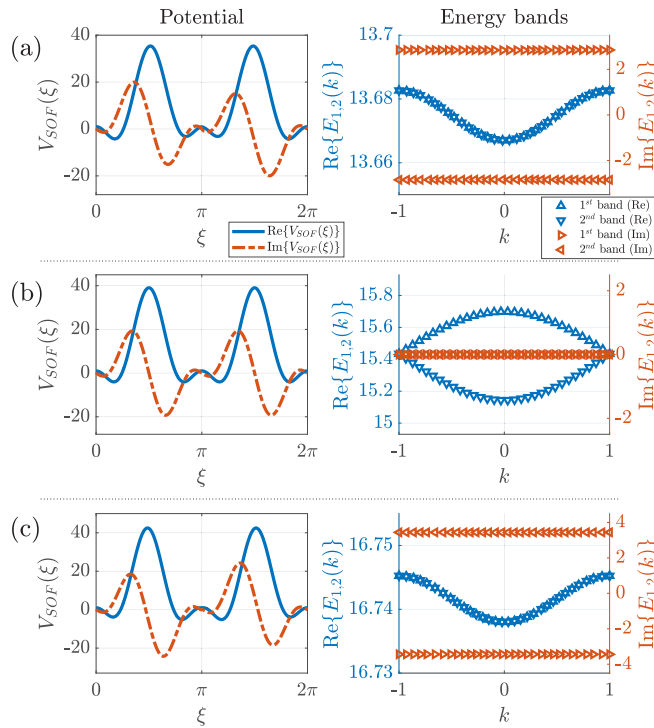 Potential
Energy bands
(a)
V_{SOF}(ξ)
40
20
0
-20
0
π
2π
ξ
Re{V_{SOF}(ξ)}
Im{V_{SOF}(ξ)}
Re{E_{1,2}(k)}
13.7
13.68
13.66
-1
0
1
k
2
0
-2
Im{E_{1,2}(k)}
1^{st} band (Re)
2^{nd} band (Re)
1^{st} band (Im)
2^{nd} band (Im)
(b)
V_{SOF}(ξ)
40
20
0
-20
0
π
2π
ξ
Re{E_{1,2}(k)}
15.8
15.6
15.4
15.2
15
-1
0
1
k
2
0
-2
Im{E_{1,2}(k)}
(c)
V_{SOF}(ξ)
40
20
0
-20
0
π
2π
ξ
Re{E_{1,2}(k)}
16.75
16.74
16.73
-1
0
1
k
4
2
0
-2
-4
Im{E_{1,2}(k)}